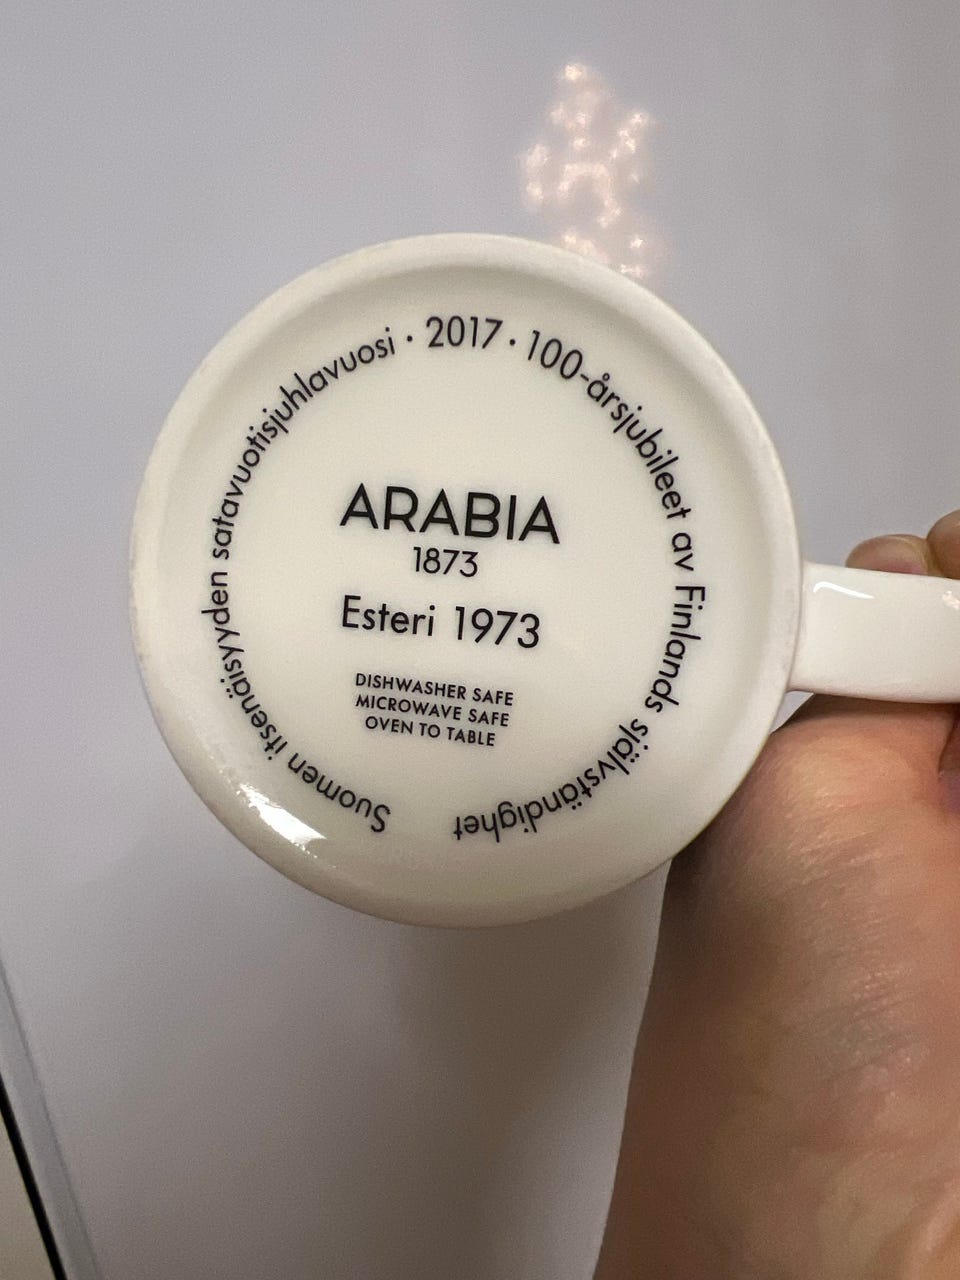 Suomen itsenäisyyden satavuotisjuhlavuosi · 2017 · 100-årsjubileet av Finlands självständighet
ARABIA
1873
Esteri 1973
DISHWASHER SAFE
MICROWAVE SAFE
OVEN TO TABLE